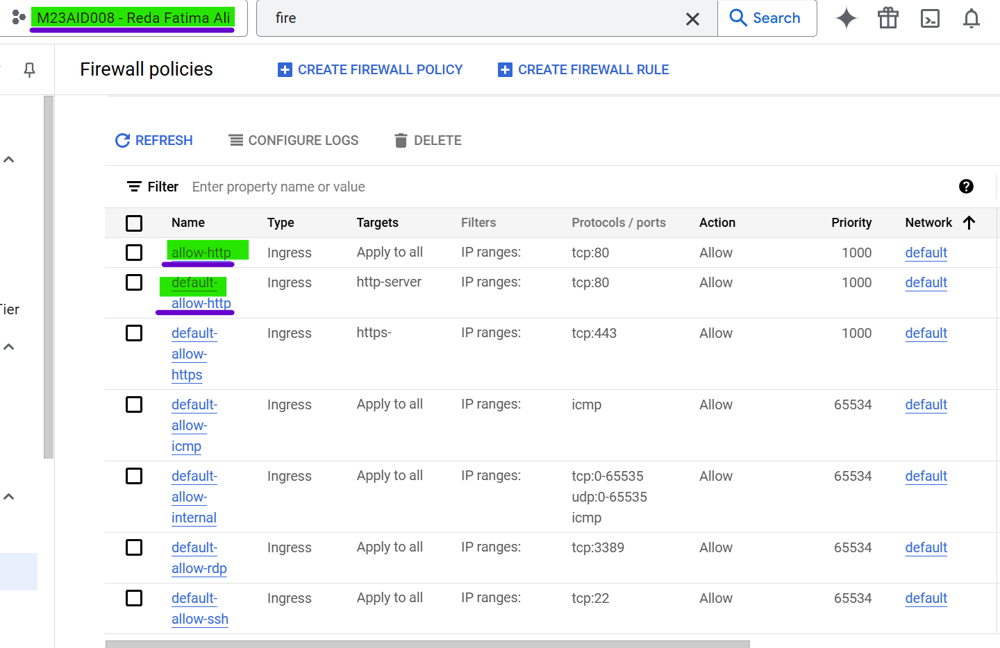 M23AID008 - Reda Fatima Ali
fire
Search
Firewall policies
CREATE FIREWALL POLICY
CREATE FIREWALL RULE
REFRESH
CONFIGURE LOGS
DELETE
Filter Enter property name or value
Name Type Targets Filters Protocols / ports Action Priority Network
allow-http Ingress Apply to all IP ranges: tcp:80 Allow 1000 default
default- Ingress http-server IP ranges: tcp:80 Allow 1000 default
allow-http
Tier
default- Ingress https- IP ranges: tcp:443 Allow 1000 default
allow-
https
default- Ingress Apply to all IP ranges: icmp Allow 65534 default
allow-
icmp
default- Ingress Apply to all IP ranges: tcp:0-65535 Allow 65534 default
allow- udp:0-65535
internal icmp
default- Ingress Apply to all IP ranges: tcp:3389 Allow 65534 default
allow-rdp
default- Ingress Apply to all IP ranges: tcp:22 Allow 65534 default
allow-ssh